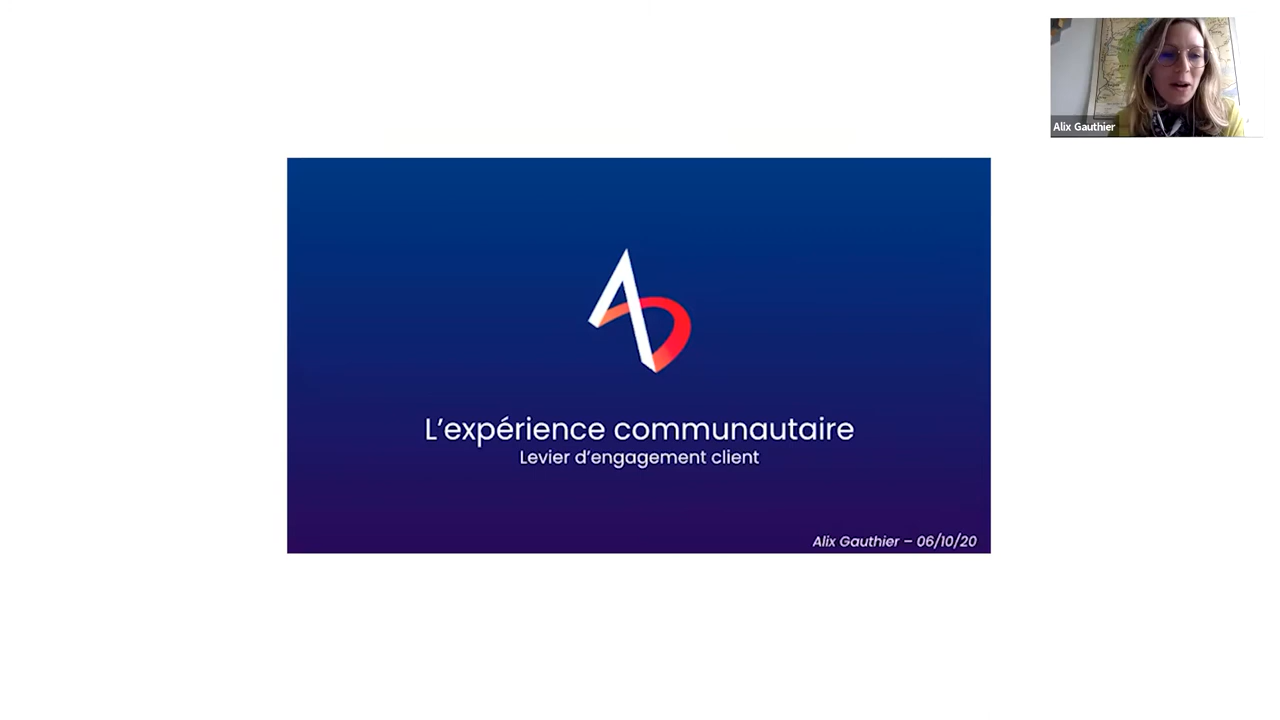 Alix Gauthier
L'expérience communautaire
Levier d'engagement client
Alix Gauthier – 06/10/20